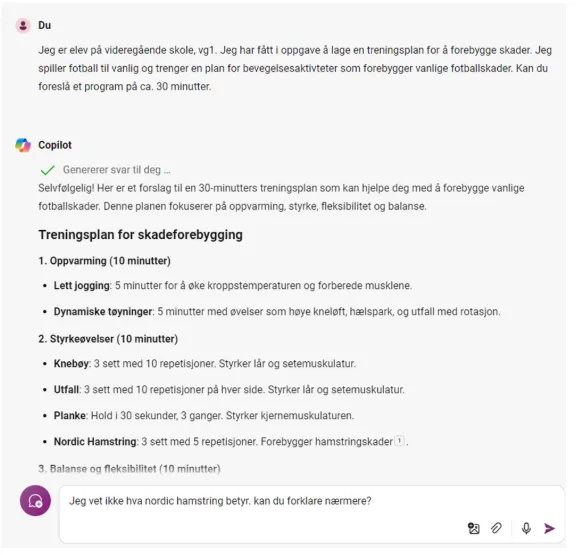 Du
Jeg er elev på videregående skole, vg1. Jeg har fått i oppgave å lage en treningsplan for å forebygge skader. Jeg
spiller fotball til vanlig og trenger en plan for bevegelsesaktivteter som forebygger vanlige fotballskader. Kan du
foreslå et program på ca. 30 minutter.
Copilot
Genererer svar til deg ...
Selvfølgelig! Her er et forslag til en 30-minutters treningsplan som kan hjelpe deg med å forebygge vanlige
fotballskader. Denne planen fokuserer på oppvarming, styrke, fleksibilitet og balanse.
Treningsplan for skadeforebygging
1. Oppvarming (10 minutter)
• Lett jogging: 5 minutter for å øke kroppstemperaturen og forberede musklene.
• Dynamiske tøyninger: 5 minutter med øvelser som høye kneløft, hælspark, og utfall med rotasjon.
2. Styrkeøvelser (10 minutter)
• Knebøy: 3 sett med 10 repetisjoner. Styrker lår og setemuskulatur.
• Utfall: 3 sett med 10 repetisjoner på hver side. Styrker lår og setemuskulatur.
• Planke: Hold i 30 sekunder, 3 ganger. Styrker kjernemuskulaturen.
• Nordic Hamstring: 3 sett med 5 repetisjoner. Forebygger hamstringskader 1 .
3. Balanse og fleksibilitet (10 minutter)
Jeg vet ikke hva nordic hamstring betyr. kan du forklare nærmere?